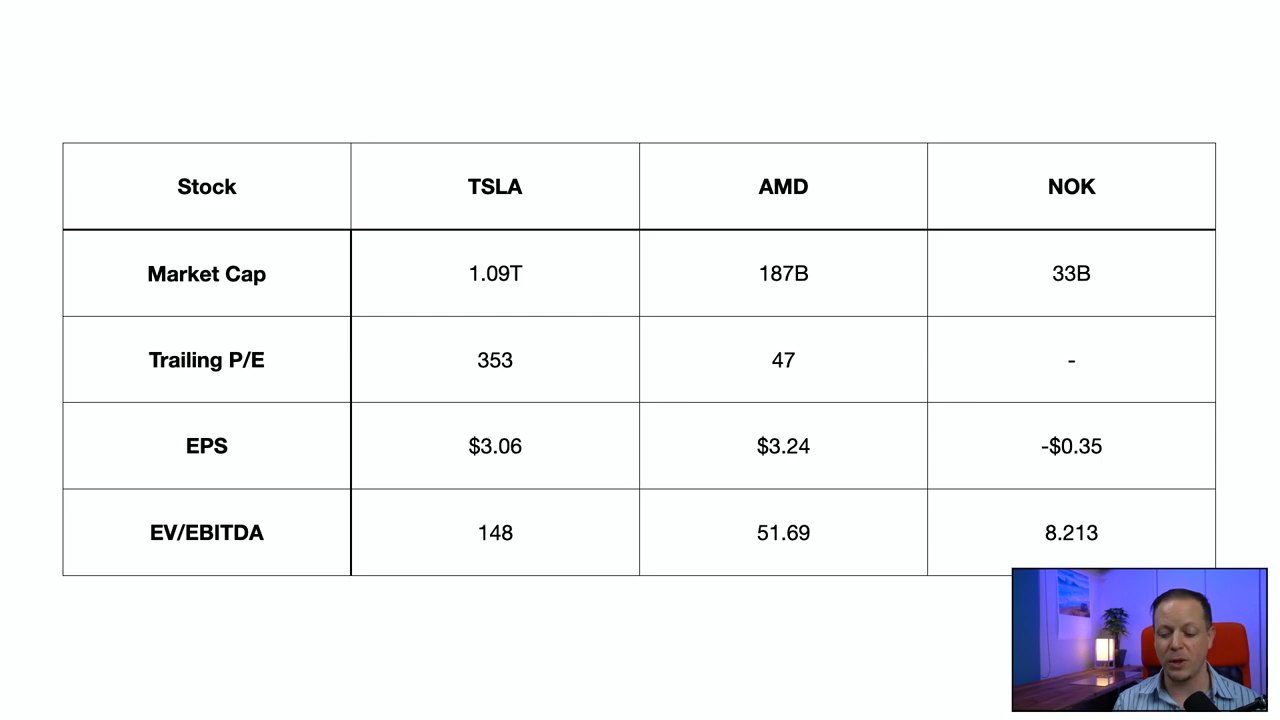 Stock TSLA AMD NOK
Market Cap 1.09T 187B 33B
Trailing P/E 353 47 -
EPS $3.06 $3.24 -$0.35
EV/EBITDA 148 51.69 8.213